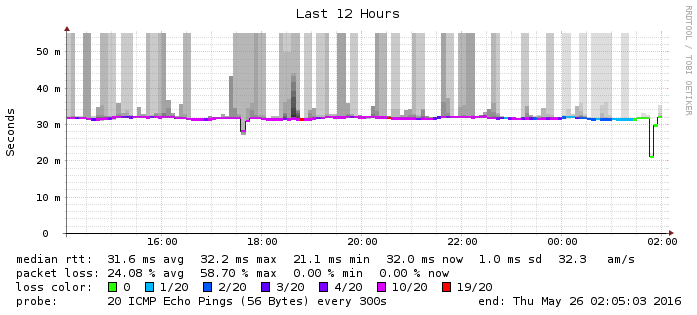 Last 12 Hours
RRDTOOL / TOBI OETIKER
Seconds
50 m
40 m
30 m
20 m
10 m
0
16:00 18:00 20:00 22:00 00:00 02:00
median rtt: 31.6 ms avg 32.2 ms max 21.1 ms min 32.0 ms now 1.0 ms sd 32.3 am/s
packet loss: 24.08 % avg 58.70 % max 0.00 % min 0.00 % now
loss color: 0 1/20 2/20 3/20 4/20 10/20 19/20
probe: 20 ICMP Echo Pings (56 Bytes) every 300s end: Thu May 26 02:05:03 2016